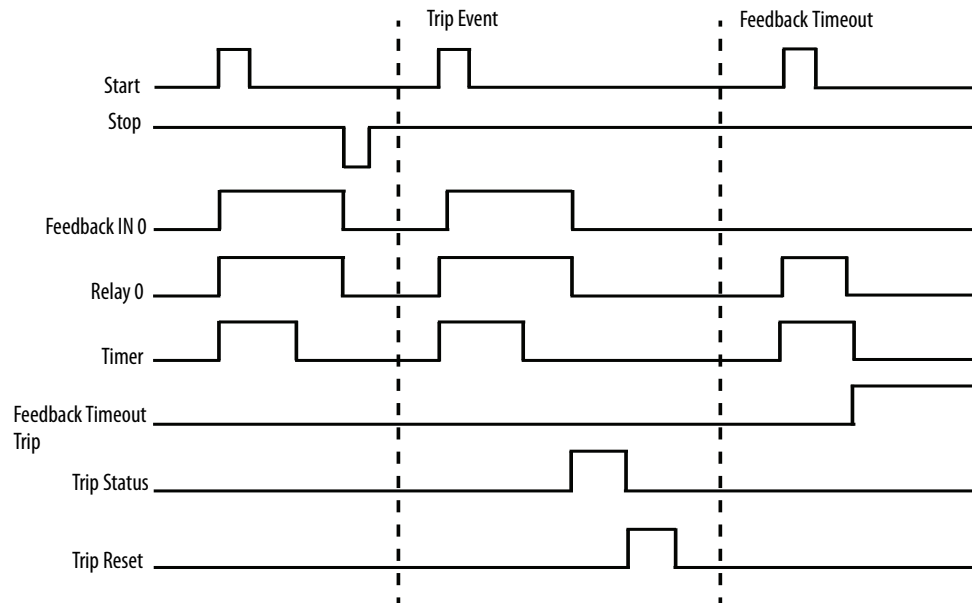 Trip Event
Feedback Timeout
Start
Stop
Feedback IN 0
Relay 0
Timer
Feedback Timeout
Trip
Trip Status
Trip Reset